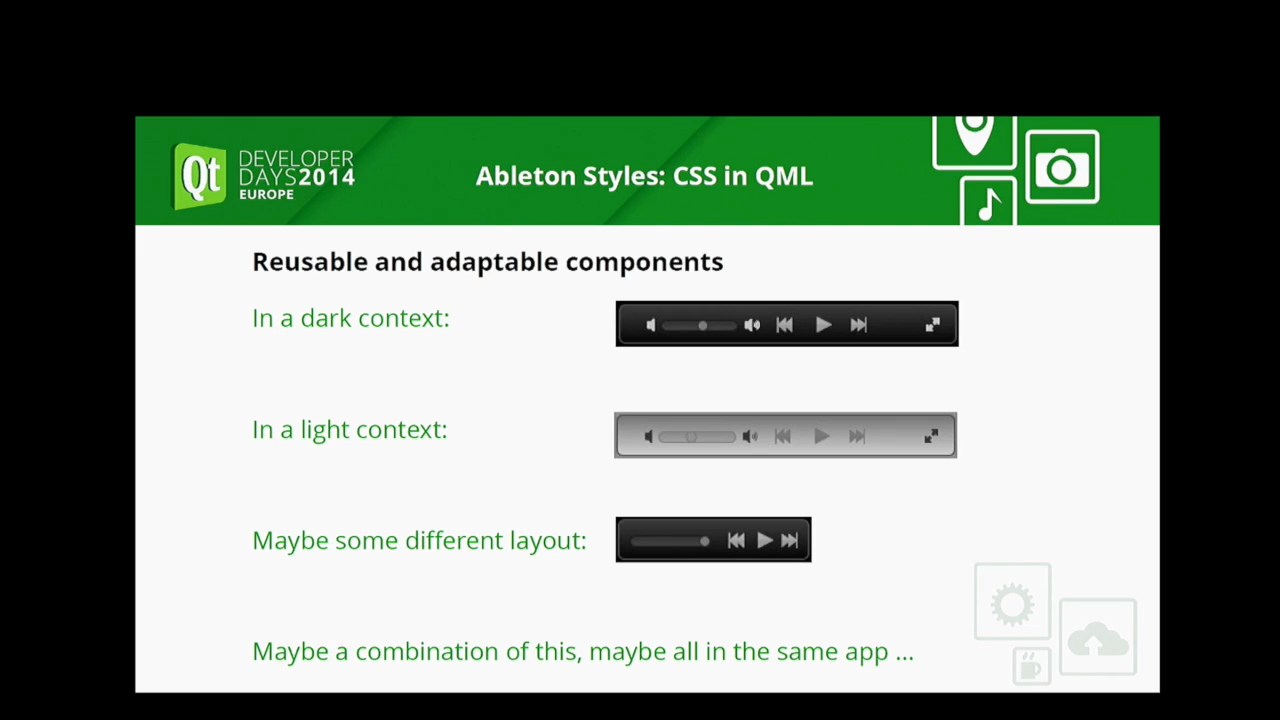 Qt
DEVELOPER
DAYS2014
EUROPE
Ableton Styles: CSS in QML
Reusable and adaptable components
In a dark context:
In a light context:
Maybe some different layout:
Maybe a combination of this, maybe all in the same app ...